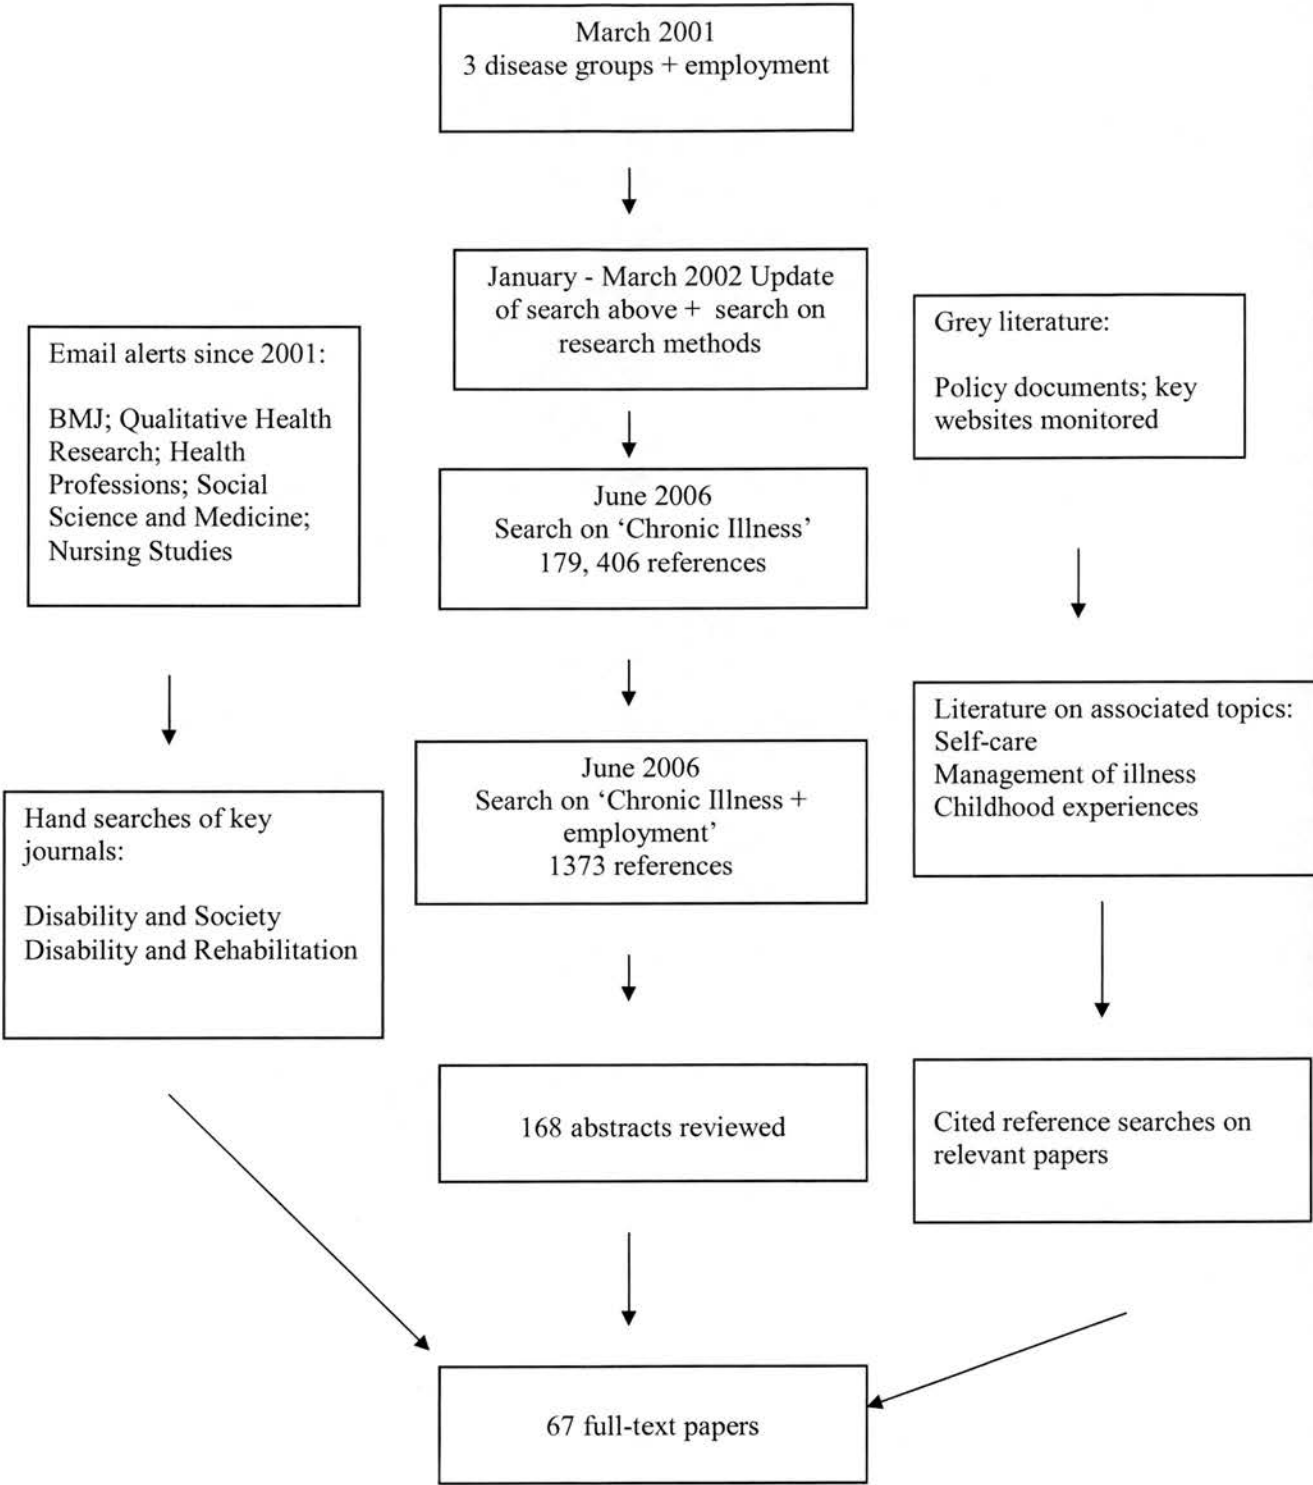 March 2001
3 disease groups + employment
January - March 2002 Update
of search above + search on
research methods
Email alerts since 2001:
BMJ; Qualitative Health
Research; Health
Professions; Social
Science and Medicine;
Nursing Studies
Grey literature:
Policy documents; key
websites monitored
June 2006
Search on ‘Chronic Illness’
179, 406 references
June 2006
Search on ‘Chronic Illness +
employment’
1373 references
Literature on associated topics:
Self-care
Management of illness
Childhood experiences
Hand searches of key
journals:
Disability and Society
Disability and Rehabilitation
168 abstracts reviewed
Cited reference searches on
relevant papers
67 full-text papers